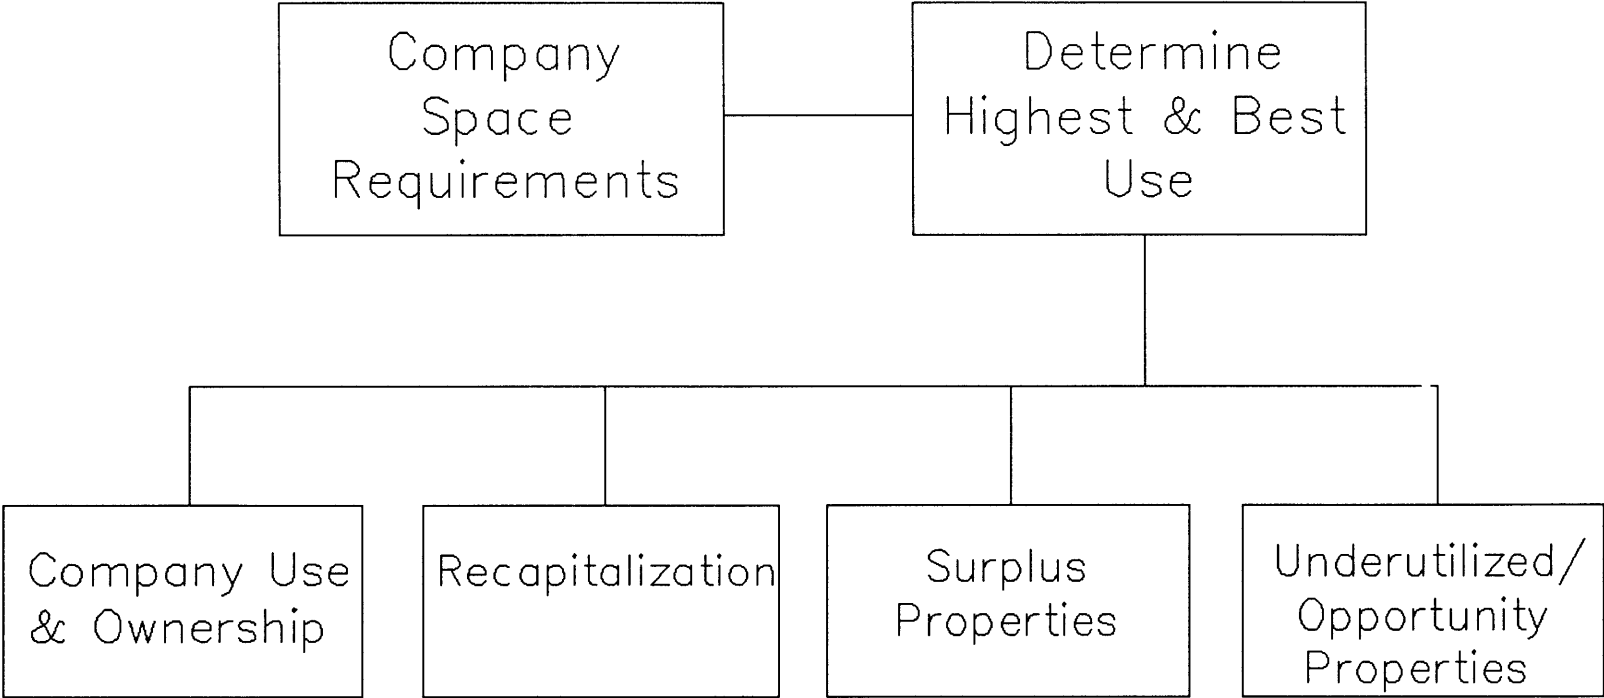 Company
Space
Requirements
Determine
Highest & Best
Use
Company Use
& Ownership
Recapitalization
Surplus
Properties
Underutilized/
Opportunity
Properties